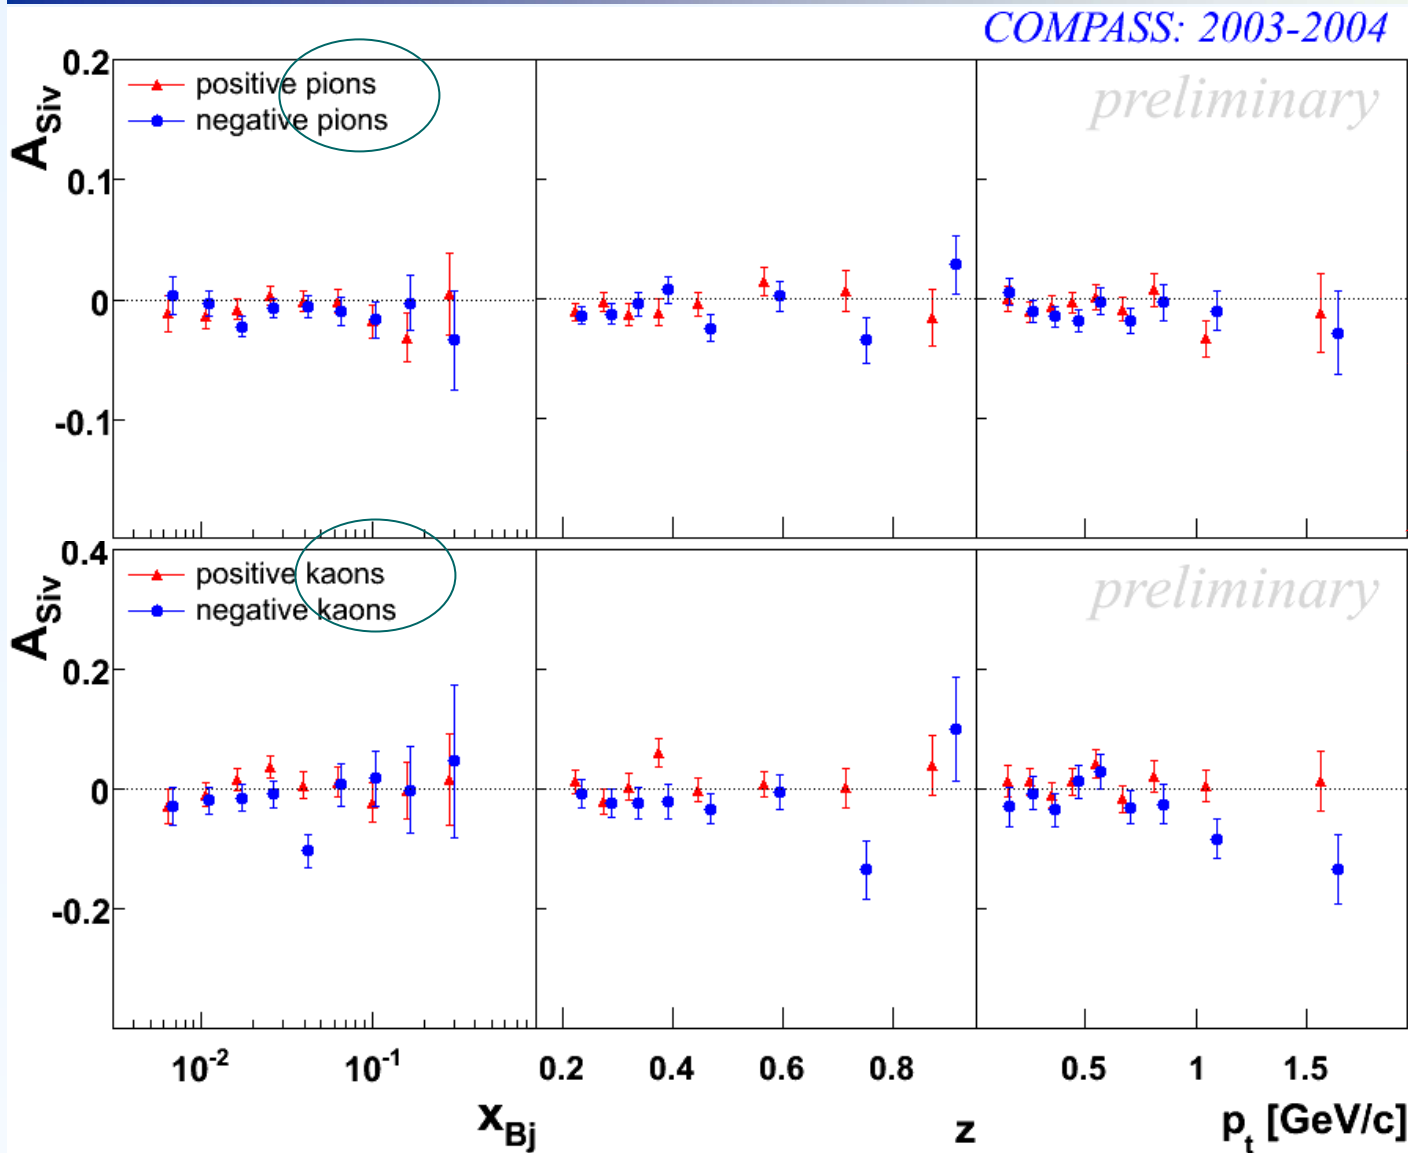 COMPASS: 2003-2004
0.2
positive pions
negative pions
preliminary
A_Siv
0.1
0
-0.1
0.4
positive kaons
negative kaons
preliminary
A_Siv
0.2
0
-0.2
10^-2 10^-1 0.2 0.4 0.6 0.8 0.5 1 1.5
x_Bj z p_t [GeV/c]